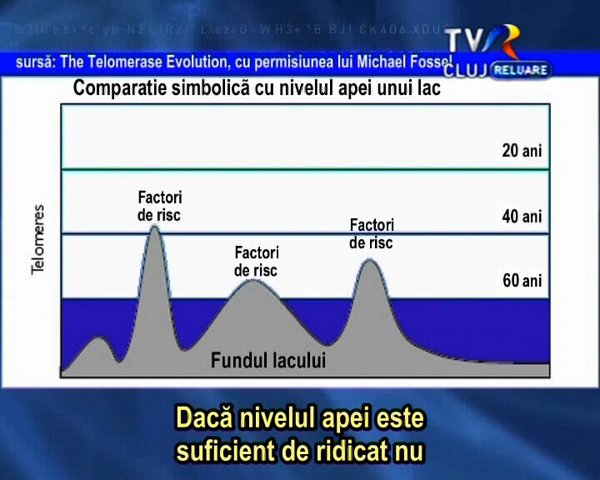 TVR
CLUJ RELUARE
sursă: The Telomerase Evolution, cu permisiunea lui Michael Fossel
Comparatie simbolică cu nivelul apei unui lac
20 ani
Factori
de risc
40 ani
Factori
de risc
Factori
de risc
60 ani
Telomeres
Fundul lacului
Dacă nivelul apei este
suficient de ridicat nu